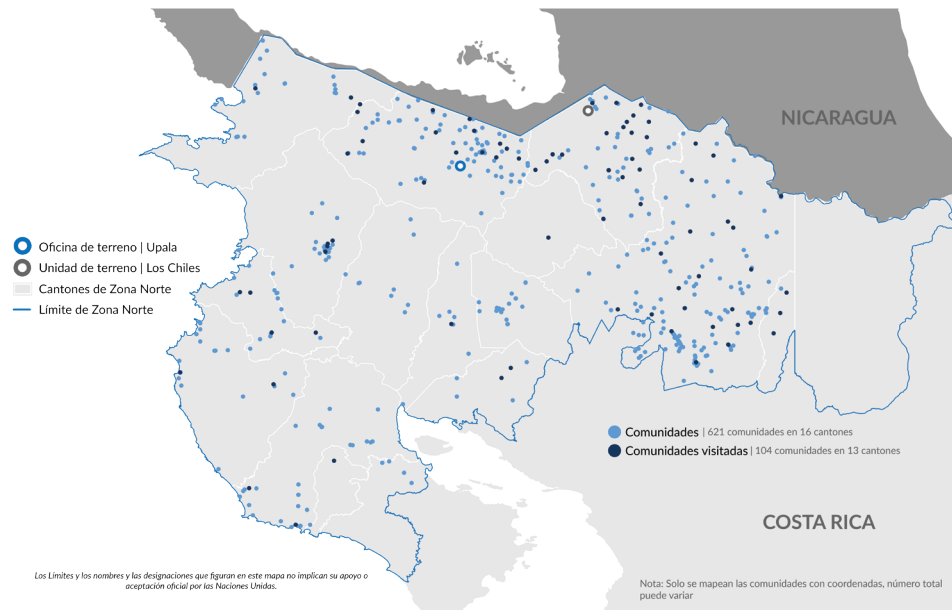 NICARAGUA
Oficina de terreno | Upala
Unidad de terreno | Los Chiles
Cantones de Zona Norte
Límite de Zona Norte
Comunidades | 621 comunidades en 16 cantones
Comunidades visitadas | 104 comunidades en 13 cantones
COSTA RICA
Los Límites y los nombres y las designaciones que figuran en este mapa no implican su apoyo o
aceptación oficial por las Naciones Unidas.
Nota: Solo se mapean las comunidades con coordenadas, número total
puede variar